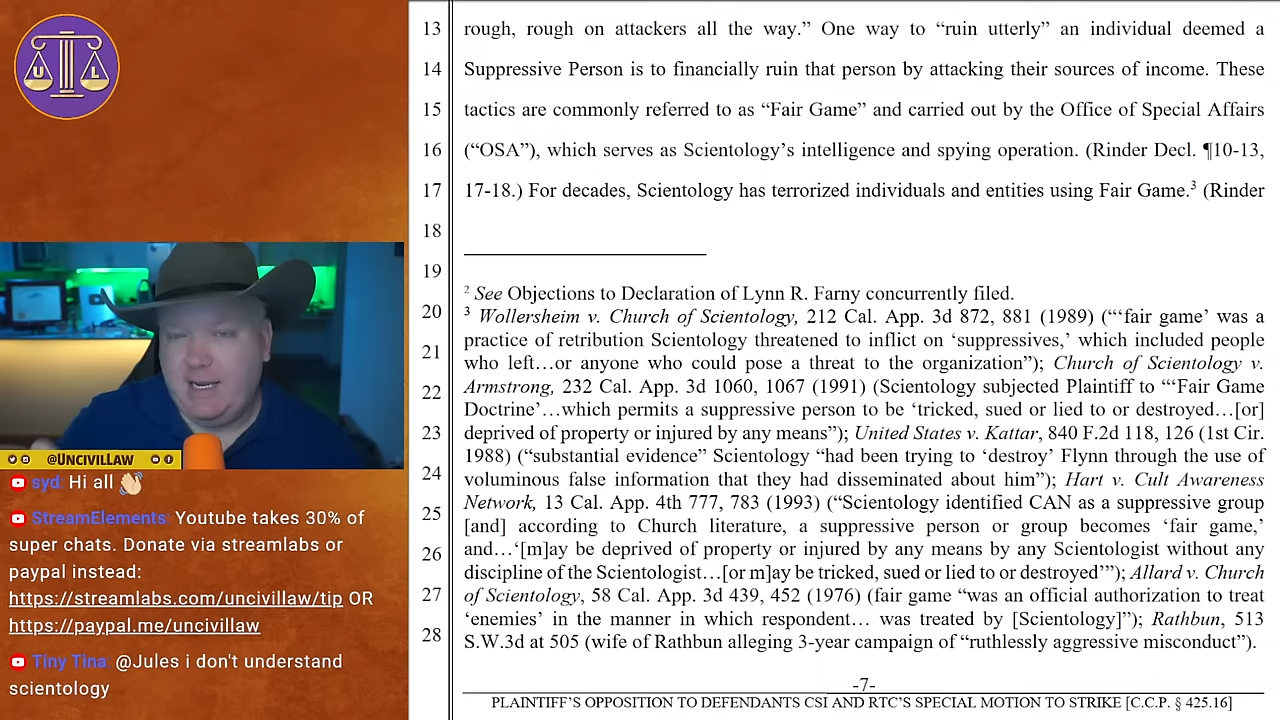 U L
@UNCIVILLAW
syd: Hi all
StreamElements: Youtube takes 30% of
super chats. Donate via streamlabs or
paypal instead:
https://streamlabs.com/uncivillaw/tip OR
https://paypal.me/uncivillaw
Tiny Tina: @Jules i don't understand
scientology
13 rough, rough on attackers all the way.” One way to “ruin utterly” an individual deemed a
14 Suppressive Person is to financially ruin that person by attacking their sources of income. These
15 tactics are commonly referred to as “Fair Game” and carried out by the Office of Special Affairs
16 (“OSA”), which serves as Scientology’s intelligence and spying operation. (Rinder Decl. ¶10-13,
17 17-18.) For decades, Scientology has terrorized individuals and entities using Fair Game.³ (Rinder
18
19
² See Objections to Declaration of Lynn R. Farny concurrently filed.
20 ³ Wollersheim v. Church of Scientology, 212 Cal. App. 3d 872, 881 (1989) (“‘fair game’ was a
practice of retribution Scientology threatened to inflict on ‘suppressives,’ which included people
21 who left…or anyone who could pose a threat to the organization”); Church of Scientology v.
22 Armstrong, 232 Cal. App. 3d 1060, 1067 (1991) (Scientology subjected Plaintiff to “‘Fair Game
Doctrine’…which permits a suppressive person to be ‘tricked, sued or lied to or destroyed…[or]
23 deprived of property or injured by any means”); United States v. Kattar, 840 F.2d 118, 126 (1st Cir.
1988) (“substantial evidence” Scientology “had been trying to ‘destroy’ Flynn through the use of
24 voluminous false information that they had disseminated about him”); Hart v. Cult Awareness
Network, 13 Cal. App. 4th 777, 783 (1993) (“Scientology identified CAN as a suppressive group
25 [and] according to Church literature, a suppressive person or group becomes ‘fair game,’
26 and…‘[m]ay be deprived of property or injured by any means by any Scientologist without any
discipline of the Scientologist…[or m]ay be tricked, sued or lied to or destroyed’”); Allard v. Church
27 of Scientology, 58 Cal. App. 3d 439, 452 (1976) (fair game “was an official authorization to treat
‘enemies’ in the manner in which respondent… was treated by [Scientology]”); Rathbun, 513
28 S.W.3d at 505 (wife of Rathbun alleging 3-year campaign of “ruthlessly aggressive misconduct”).
-7-
PLAINTIFF’S OPPOSITION TO DEFENDANTS CSI AND RTC’S SPECIAL MOTION TO STRIKE [C.C.P. § 425.16]